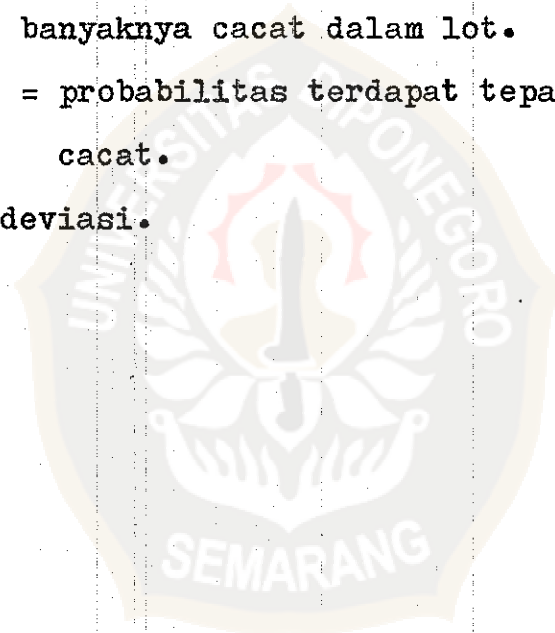 banyaknya cacat dalam lot.
= probabilitas terdapat tepa
cacat.
deviasi.
UNIVERSITAS DIPONEGORO
SEMARANG